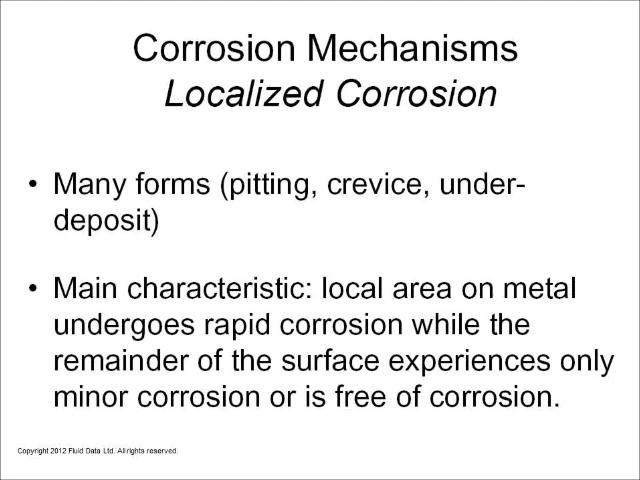 Corrosion Mechanisms
Localized Corrosion
• Many forms (pitting, crevice, under-
deposit)
• Main characteristic: local area on metal
undergoes rapid corrosion while the
remainder of the surface experiences only
minor corrosion or is free of corrosion.
Copyright 2012 Fluid Data Ltd. All rights reserved.